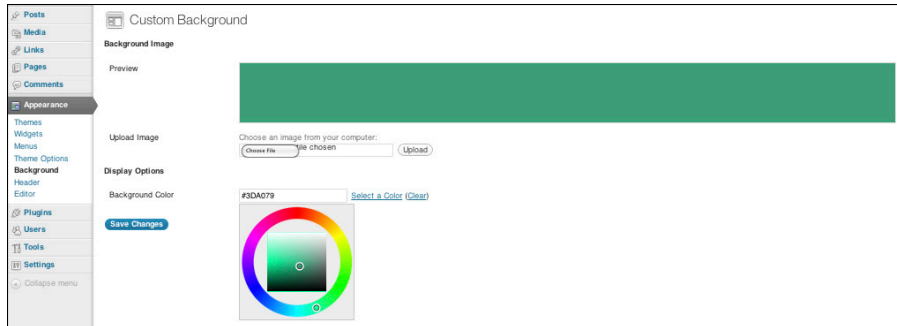 Posts
Media
Links
Pages
Comments
Appearance
Themes
Widgets
Menus
Theme Options
Background
Header
Editor
Plugins
Users
Tools
Settings
Collapse menu
Custom Background
Background Image
Preview
Upload Image
Choose an image from your computer:
Choose File file chosen
Upload
Display Options
Background Color
#3DA079
Select a Color (Clear)
Save Changes